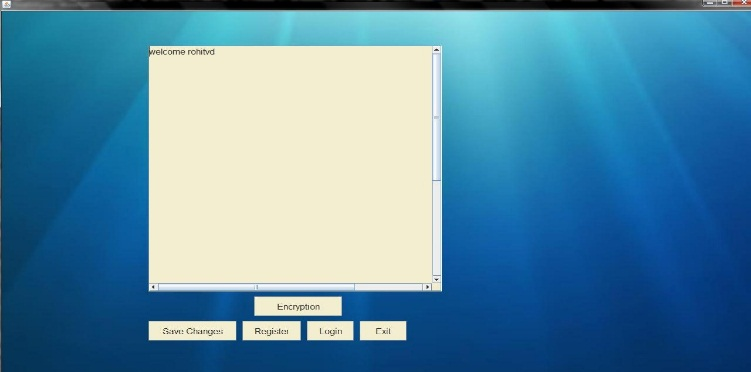 welcome rohitvd
Encryption
Save Changes Register Login Exit